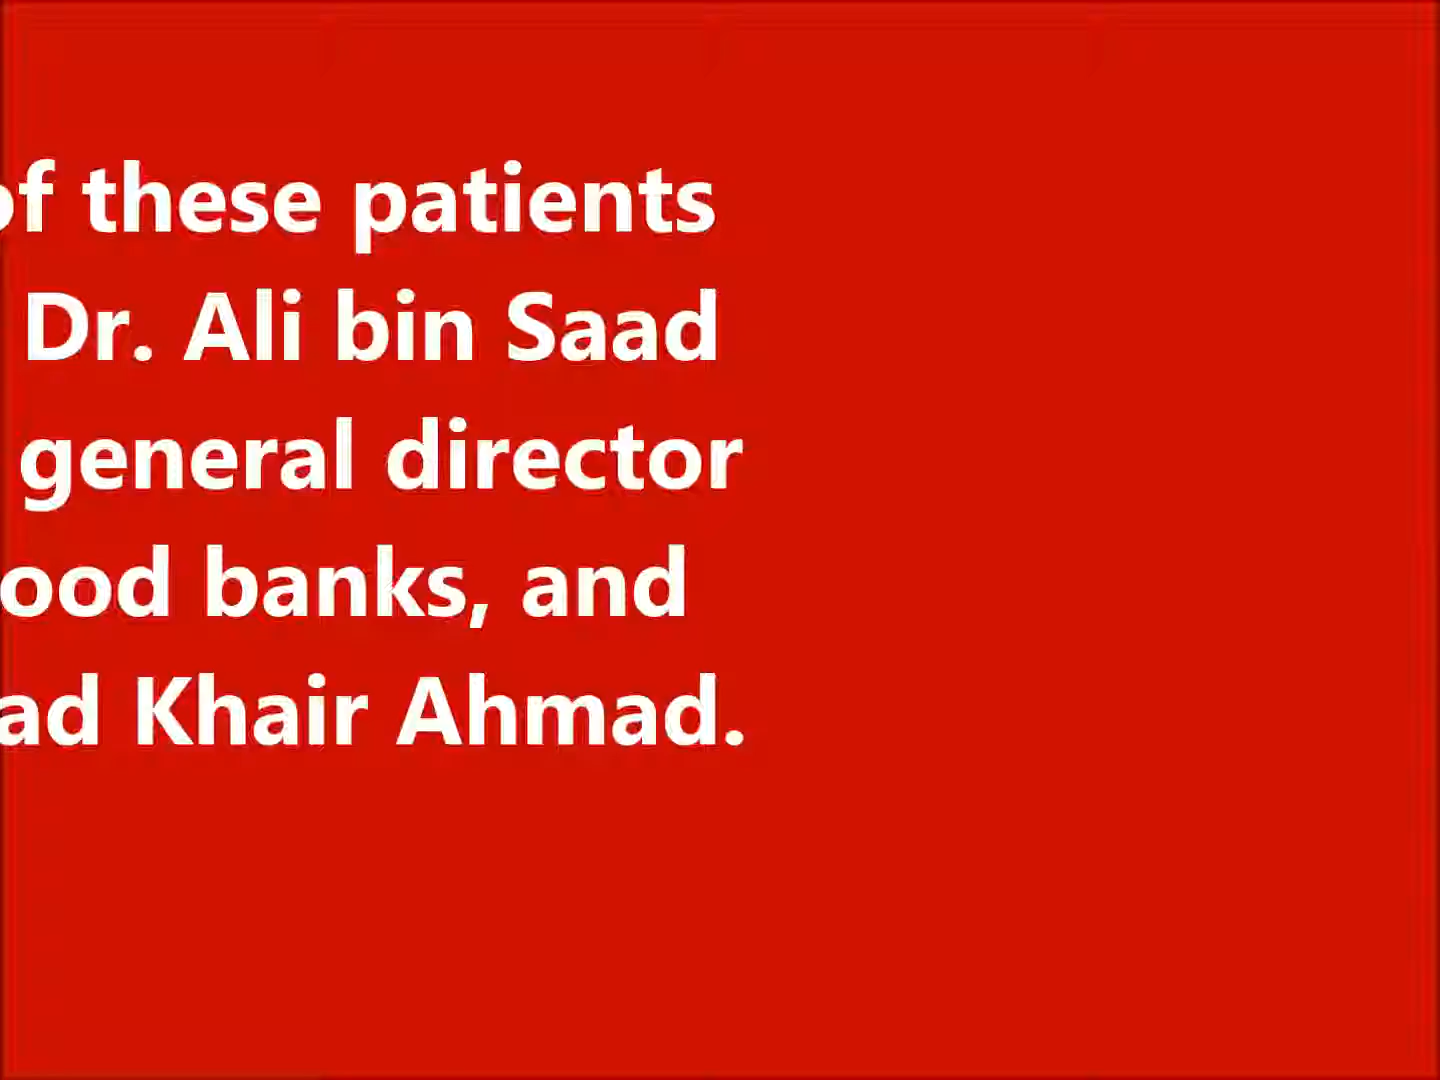 of these patients
Dr. Ali bin Saad
general director
ood banks, and
ad Khair Ahmad.